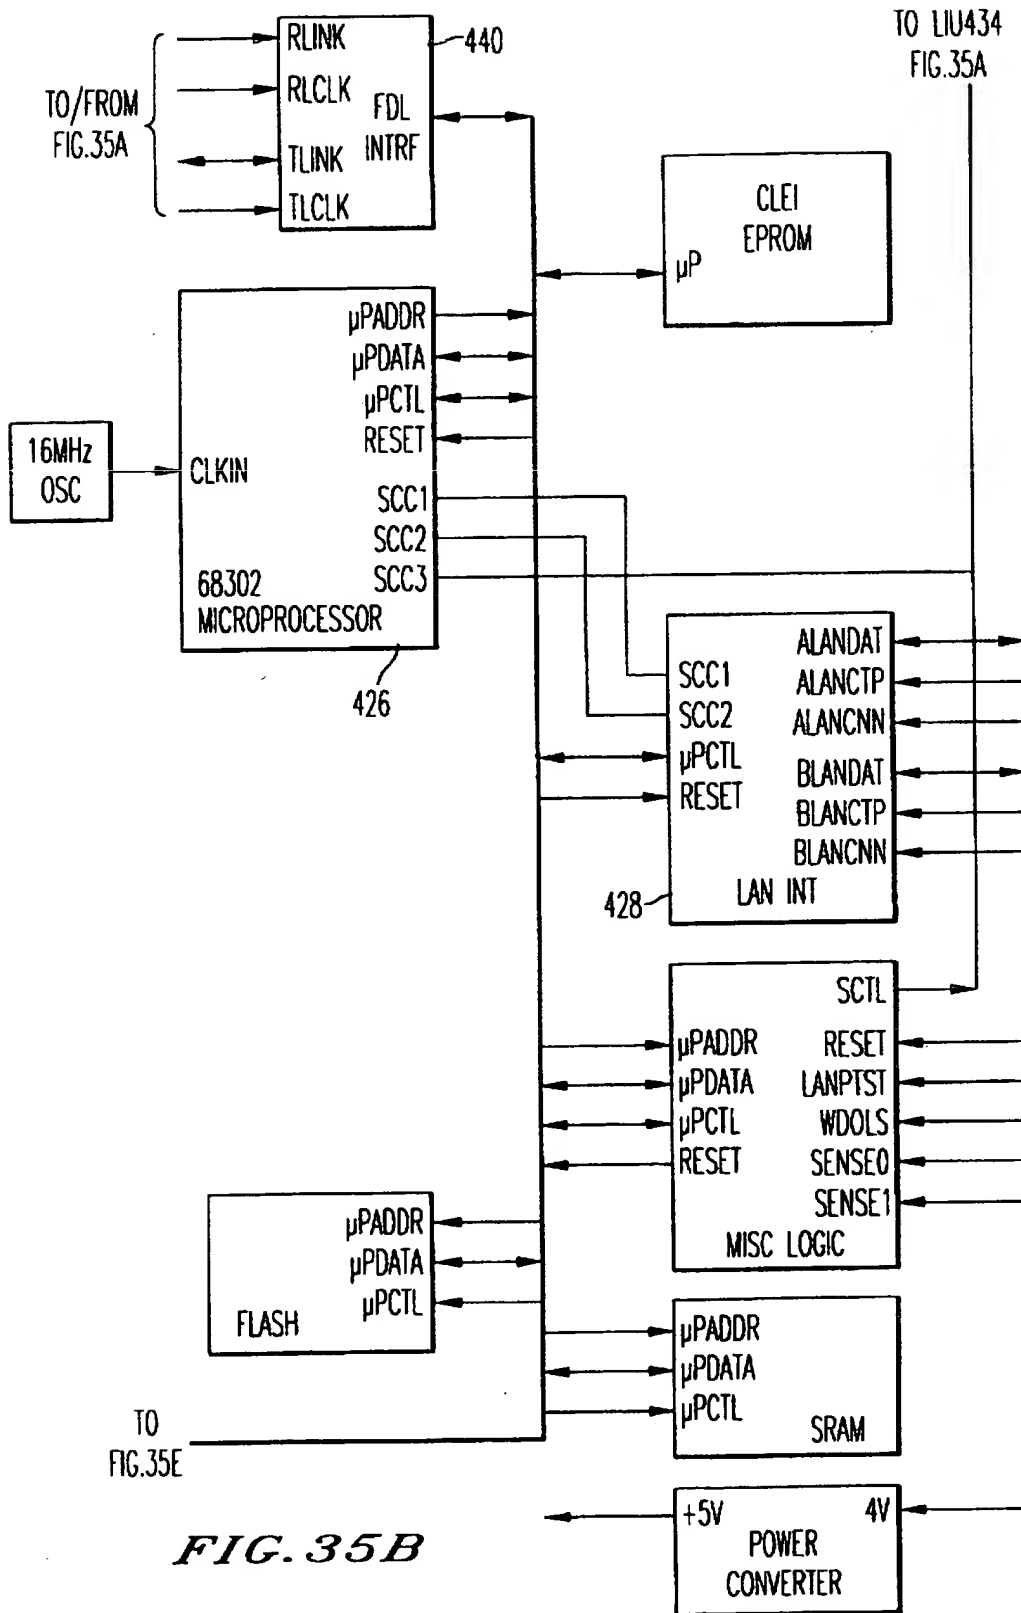 TO LIU434
FIG.35A
RLINK
440
RLCLK
TO/FROM
FIG.35A
FDL
INTRF
TLINK
TLCLK
CLEI
EPROM
µP
µPADDR
µPDATA
µPCTL
RESET
16MHz
OSC
CLKIN
SCC1
SCC2
SCC3
68302
MICROPROCESSOR
426
ALANDAT
SCC1
ALANCTP
SCC2
ALANCNN
µPCTL
BLANDAT
RESET
BLANCTP
BLANCNN
LAN INT
428
SCTL
µPADDR
RESET
µPDATA
LANPTST
µPCTL
WDOLS
RESET
SENSE0
SENSE1
MISC LOGIC
µPADDR
µPDATA
µPCTL
FLASH
µPADDR
µPDATA
µPCTL
SRAM
TO
FIG.35E
+5V
4V
POWER
CONVERTER
FIG.35B